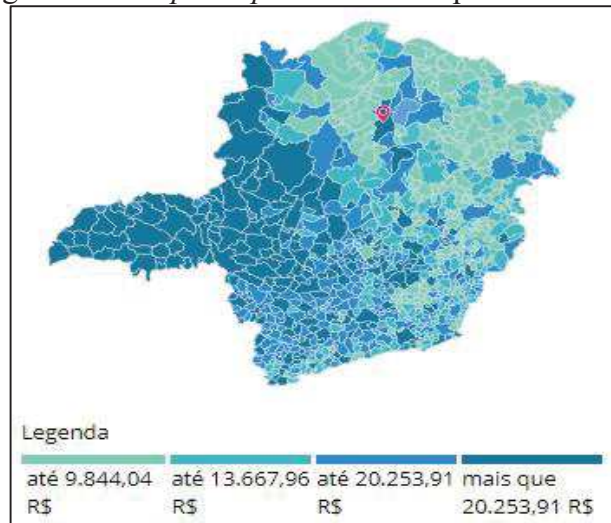 Legenda
até 9.844,04 R$
até 13.667,96 R$
até 20.253,91 R$
mais que 20.253,91 R$